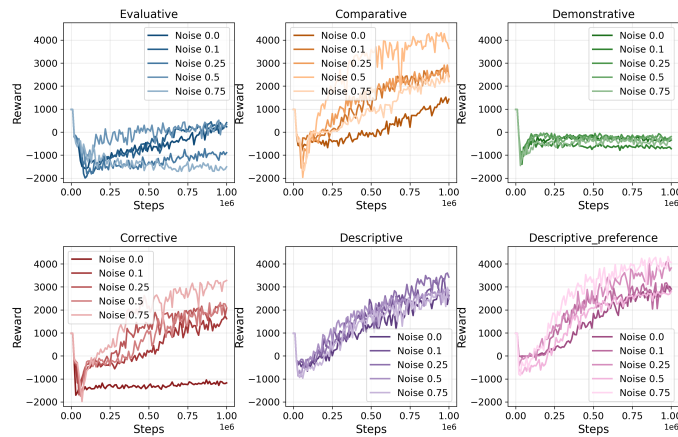 Evaluative
Reward
4000
3000
2000
1000
0
−1000
−2000
Noise 0.0
Noise 0.1
Noise 0.25
Noise 0.5
Noise 0.75
0.00
0.25
0.50
0.75
1.00
1e6
Steps
Comparative
Reward
4000
3000
2000
1000
0
−1000
−2000
Noise 0.0
Noise 0.1
Noise 0.25
Noise 0.5
Noise 0.75
0.00
0.25
0.50
0.75
1.00
1e6
Steps
Demonstrative
Reward
4000
3000
2000
1000
0
−1000
−2000
Noise 0.0
Noise 0.1
Noise 0.25
Noise 0.5
Noise 0.75
0.00
0.25
0.50
0.75
1.00
1e6
Steps
Corrective
Reward
4000
3000
2000
1000
0
−1000
−2000
Noise 0.0
Noise 0.1
Noise 0.25
Noise 0.5
Noise 0.75
0.00
0.25
0.50
0.75
1.00
1e6
Steps
Descriptive
Reward
4000
3000
2000
1000
0
−1000
−2000
Noise 0.0
Noise 0.1
Noise 0.25
Noise 0.5
Noise 0.75
0.00
0.25
0.50
0.75
1.00
1e6
Steps
Descriptive_preference
Reward
4000
3000
2000
1000
0
−1000
−2000
Noise 0.0
Noise 0.1
Noise 0.25
Noise 0.5
Noise 0.75
0.00
0.25
0.50
0.75
1.00
1e6
Steps